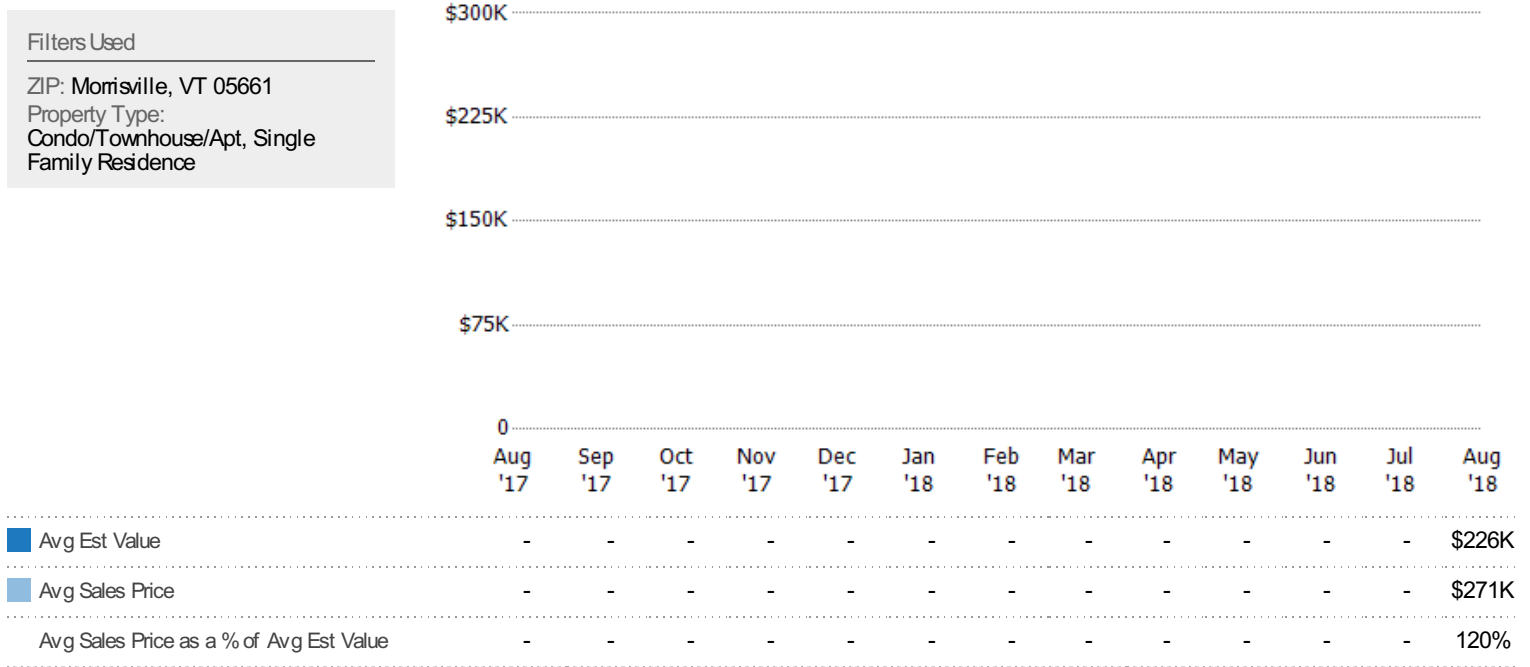 Filters Used
ZIP: Morrisville, VT 05661
Property Type:
Condo/Townhouse/Apt, Single
Family Residence
$300K
$225K
$150K
$75K
0
Aug Sep Oct Nov Dec Jan Feb Mar Apr May Jun Jul Aug
'17 '17 '17 '17 '17 '18 '18 '18 '18 '18 '18 '18 '18
Avg Est Value - - - - - - - - - - - - $226K
Avg Sales Price - - - - - - - - - - - - $271K
Avg Sales Price as a % of Avg Est Value - - - - - - - - - - - - 120%